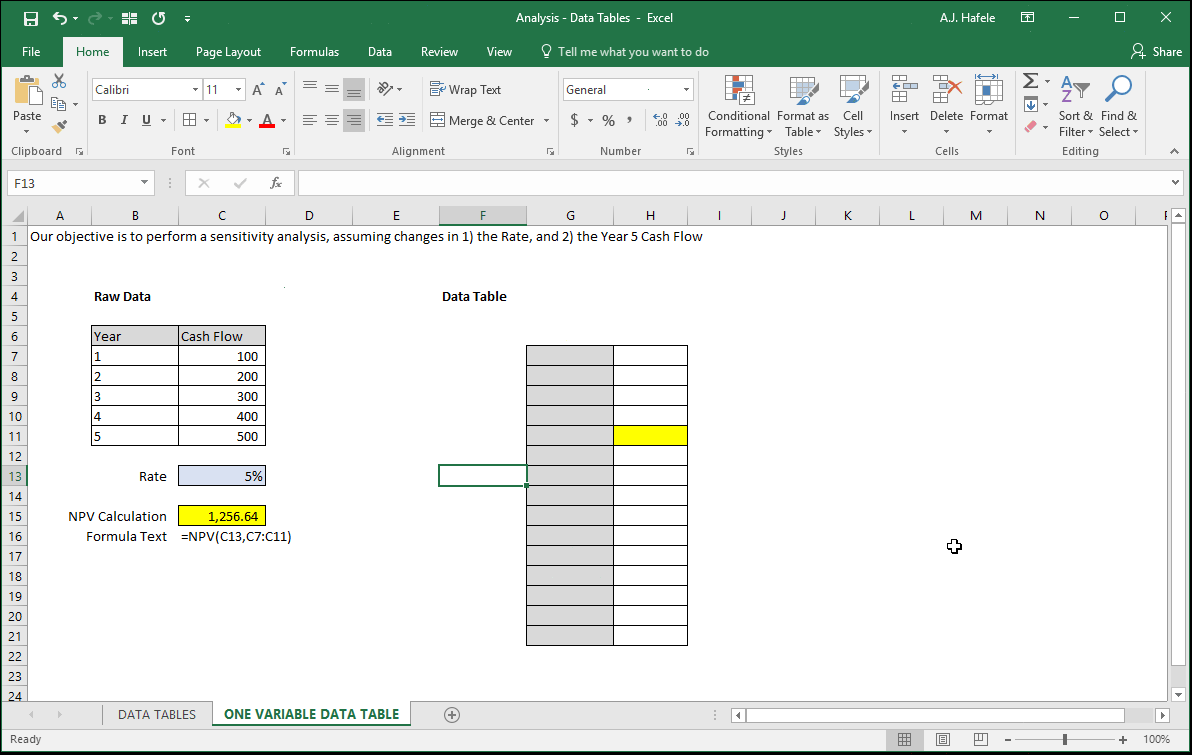 Analysis - Data Tables - Excel
A.J. Hafele
File Home Insert Page Layout Formulas Data Review View Tell me what you want to do Share
Paste
Calibri 11
B I U A
Wrap Text
Merge & Center
General
$ % ,
Conditional Formatting
Format as Table
Cell Styles
Insert Delete Format
Sort & Filter
Find & Select
Clipboard Font Alignment Number Styles Cells Editing
F13 fx
A B C D E F G H I J K L M N O
1 Our objective is to perform a sensitivity analysis, assuming changes in 1) the Rate, and 2) the Year 5 Cash Flow
2
3
4 Raw Data Data Table
5
6 Year Cash Flow
7 1 100
8 2 200
9 3 300
10 4 400
11 5 500
12
13 Rate 5%
14
15 NPV Calculation 1,256.64
16 Formula Text =NPV(C13,C7:C11)
17
18
19
20
21
22
23
24
DATA TABLES ONE VARIABLE DATA TABLE
Ready 100%